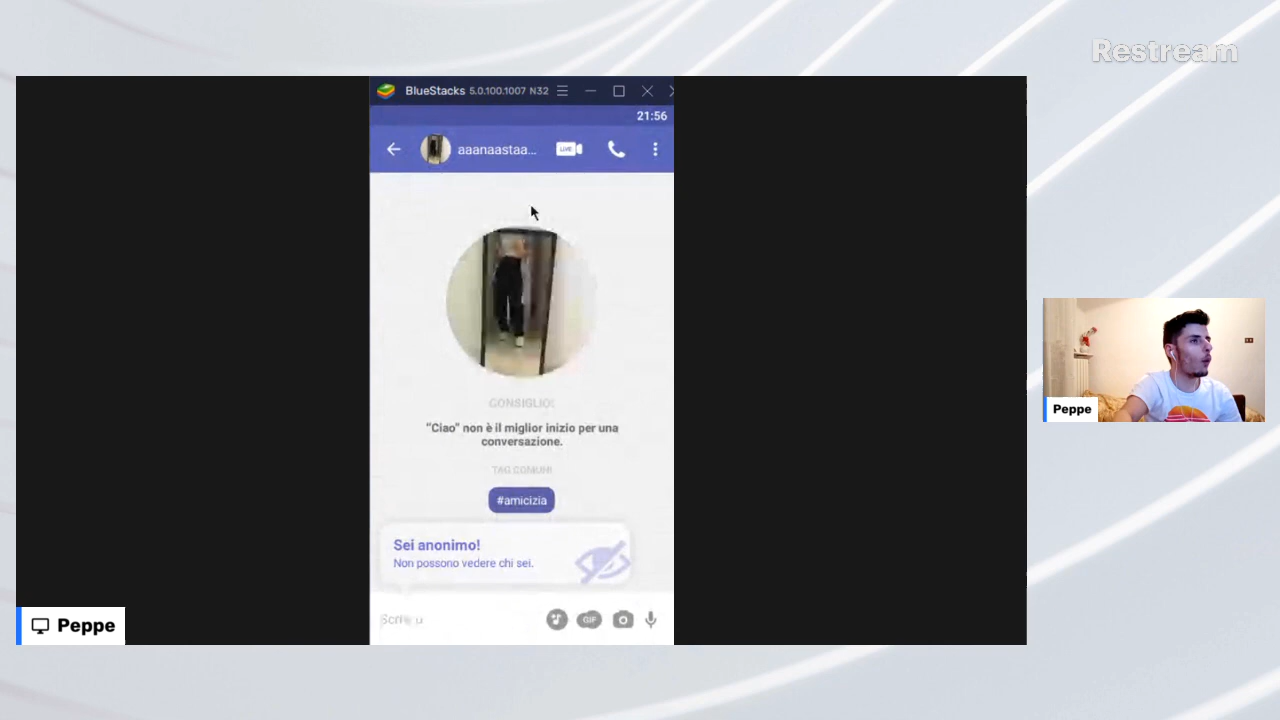 Restream
BlueStacks 5.0.100.1007 N32
21:56
aaanaastaa...
LIVE
CONSIGLIO:
"Ciao" non è il miglior inizio per una
conversazione.
TAG COMUNI
#amicizia
Sei anonimo!
Non possono vedere chi sei.
GIF
Peppe
Peppe